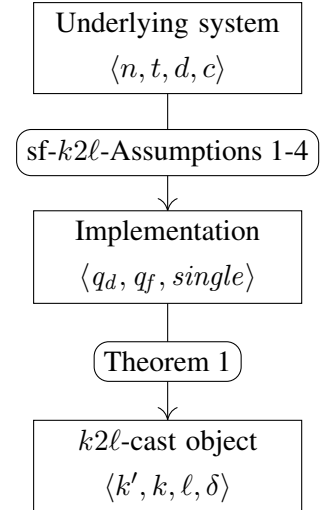 Underlying system
⟨n, t, d, c⟩
sf-k2ℓ-Assumptions 1-4
Implementation
⟨q_d, q_f, single⟩
Theorem 1
k2ℓ-cast object
⟨k′, k, ℓ, δ⟩